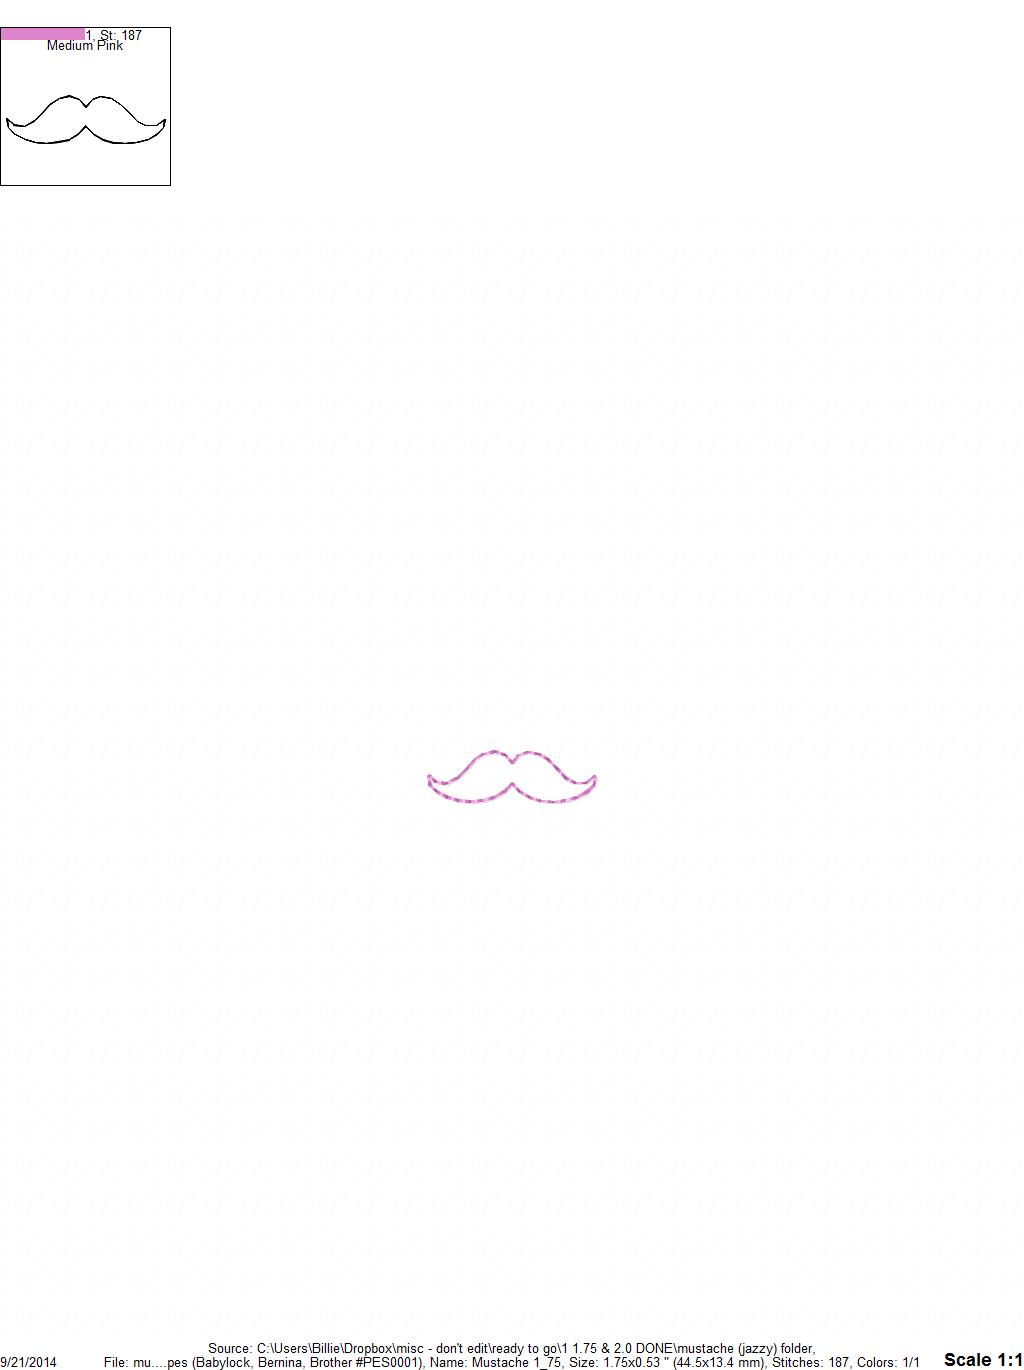 1, St: 187
Medium Pink
Source: C:\Users\Billie\Dropbox\misc - don't edit\ready to go\1 1.75 & 2.0 DONE\mustache (jazzy) folder,
9/21/2014 File: mu....pes (Babylock, Bernina, Brother #PES0001), Name: Mustache 1_75, Size: 1.75x0.53 " (44.5x13.4 mm), Stitches: 187, Colors: 1/1 Scale 1:1